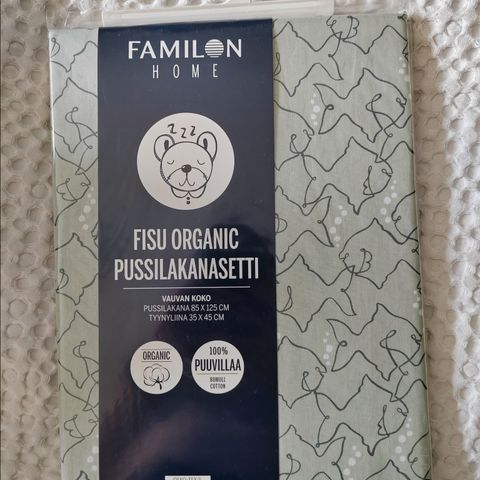 FAMILON
HOME
ZZZ
FISU ORGANIC
PUSSILAKANASETTI
VAUVAN KOKO
PUSSILAKANA 85 X 125 CM
TYYNYLIINA 35 X 45 CM
ORGANIC
100%
PUUVILLAA
BOMULL
COTTON